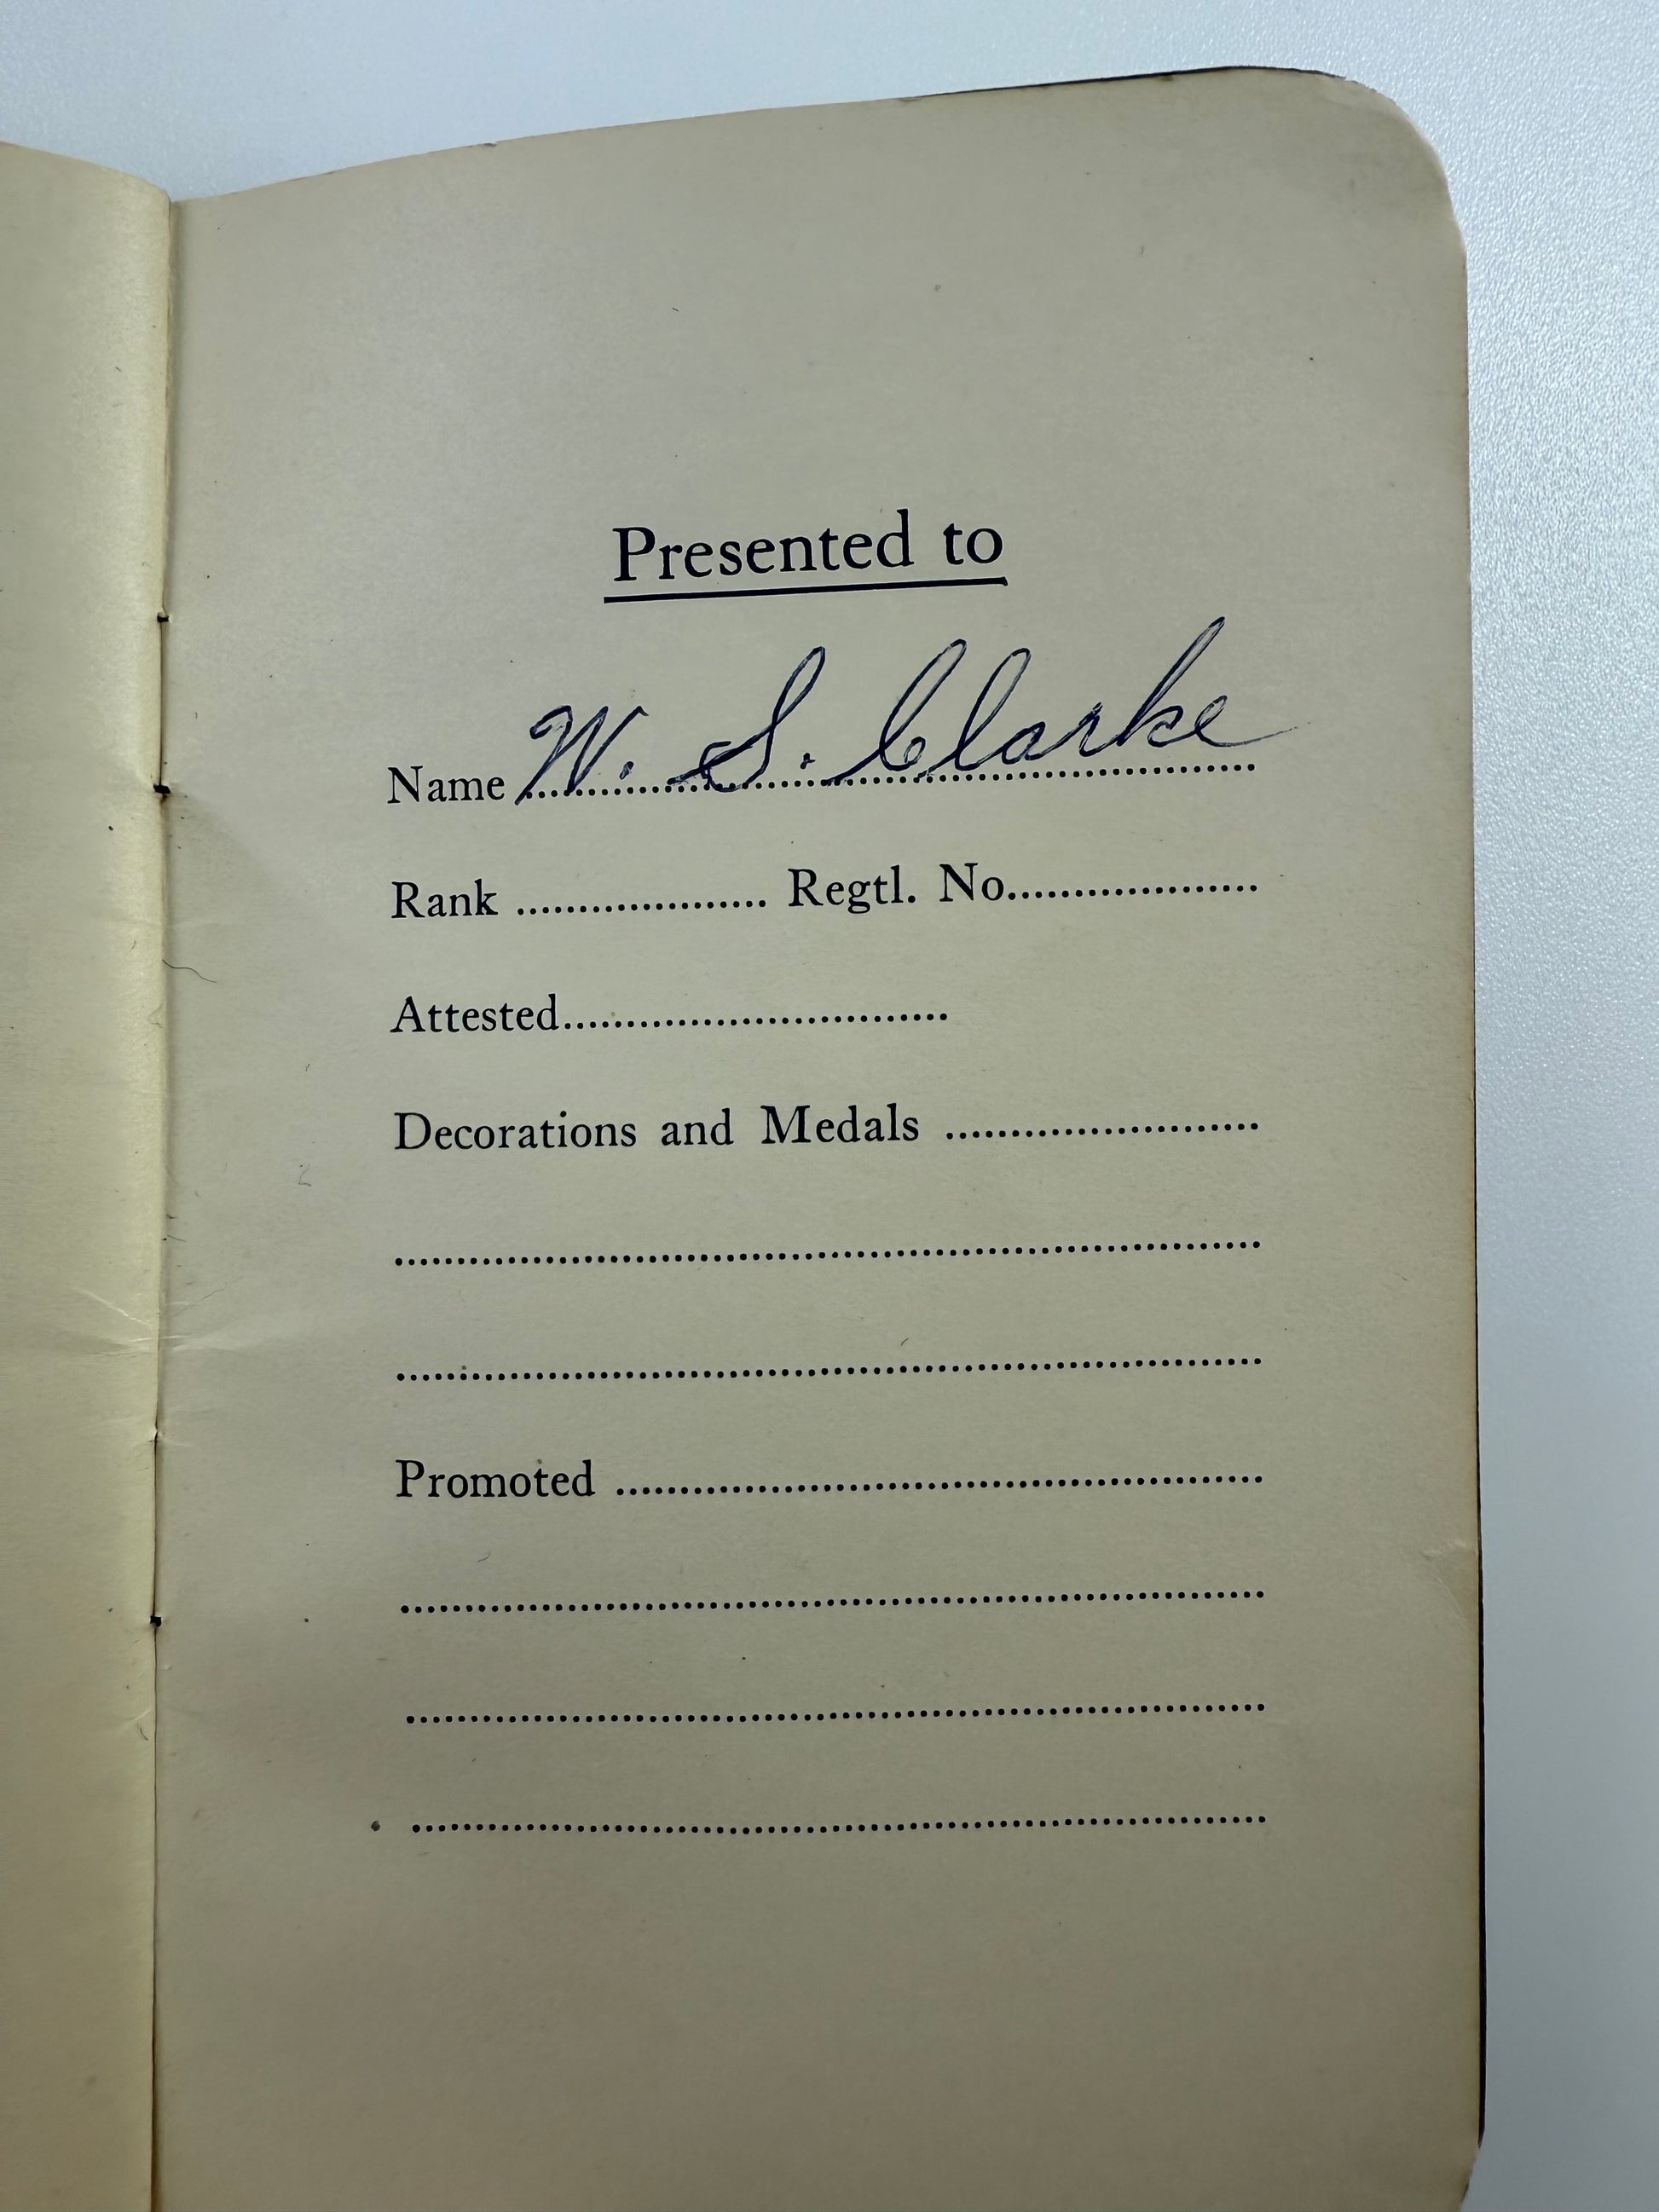 Presented to
Name W. S. Clarke
Rank .................... Regtl. No....................
Attested..............................
Decorations and Medals ........................
..................................................................
..................................................................
Promoted ..................................................
..................................................................
..................................................................
..................................................................